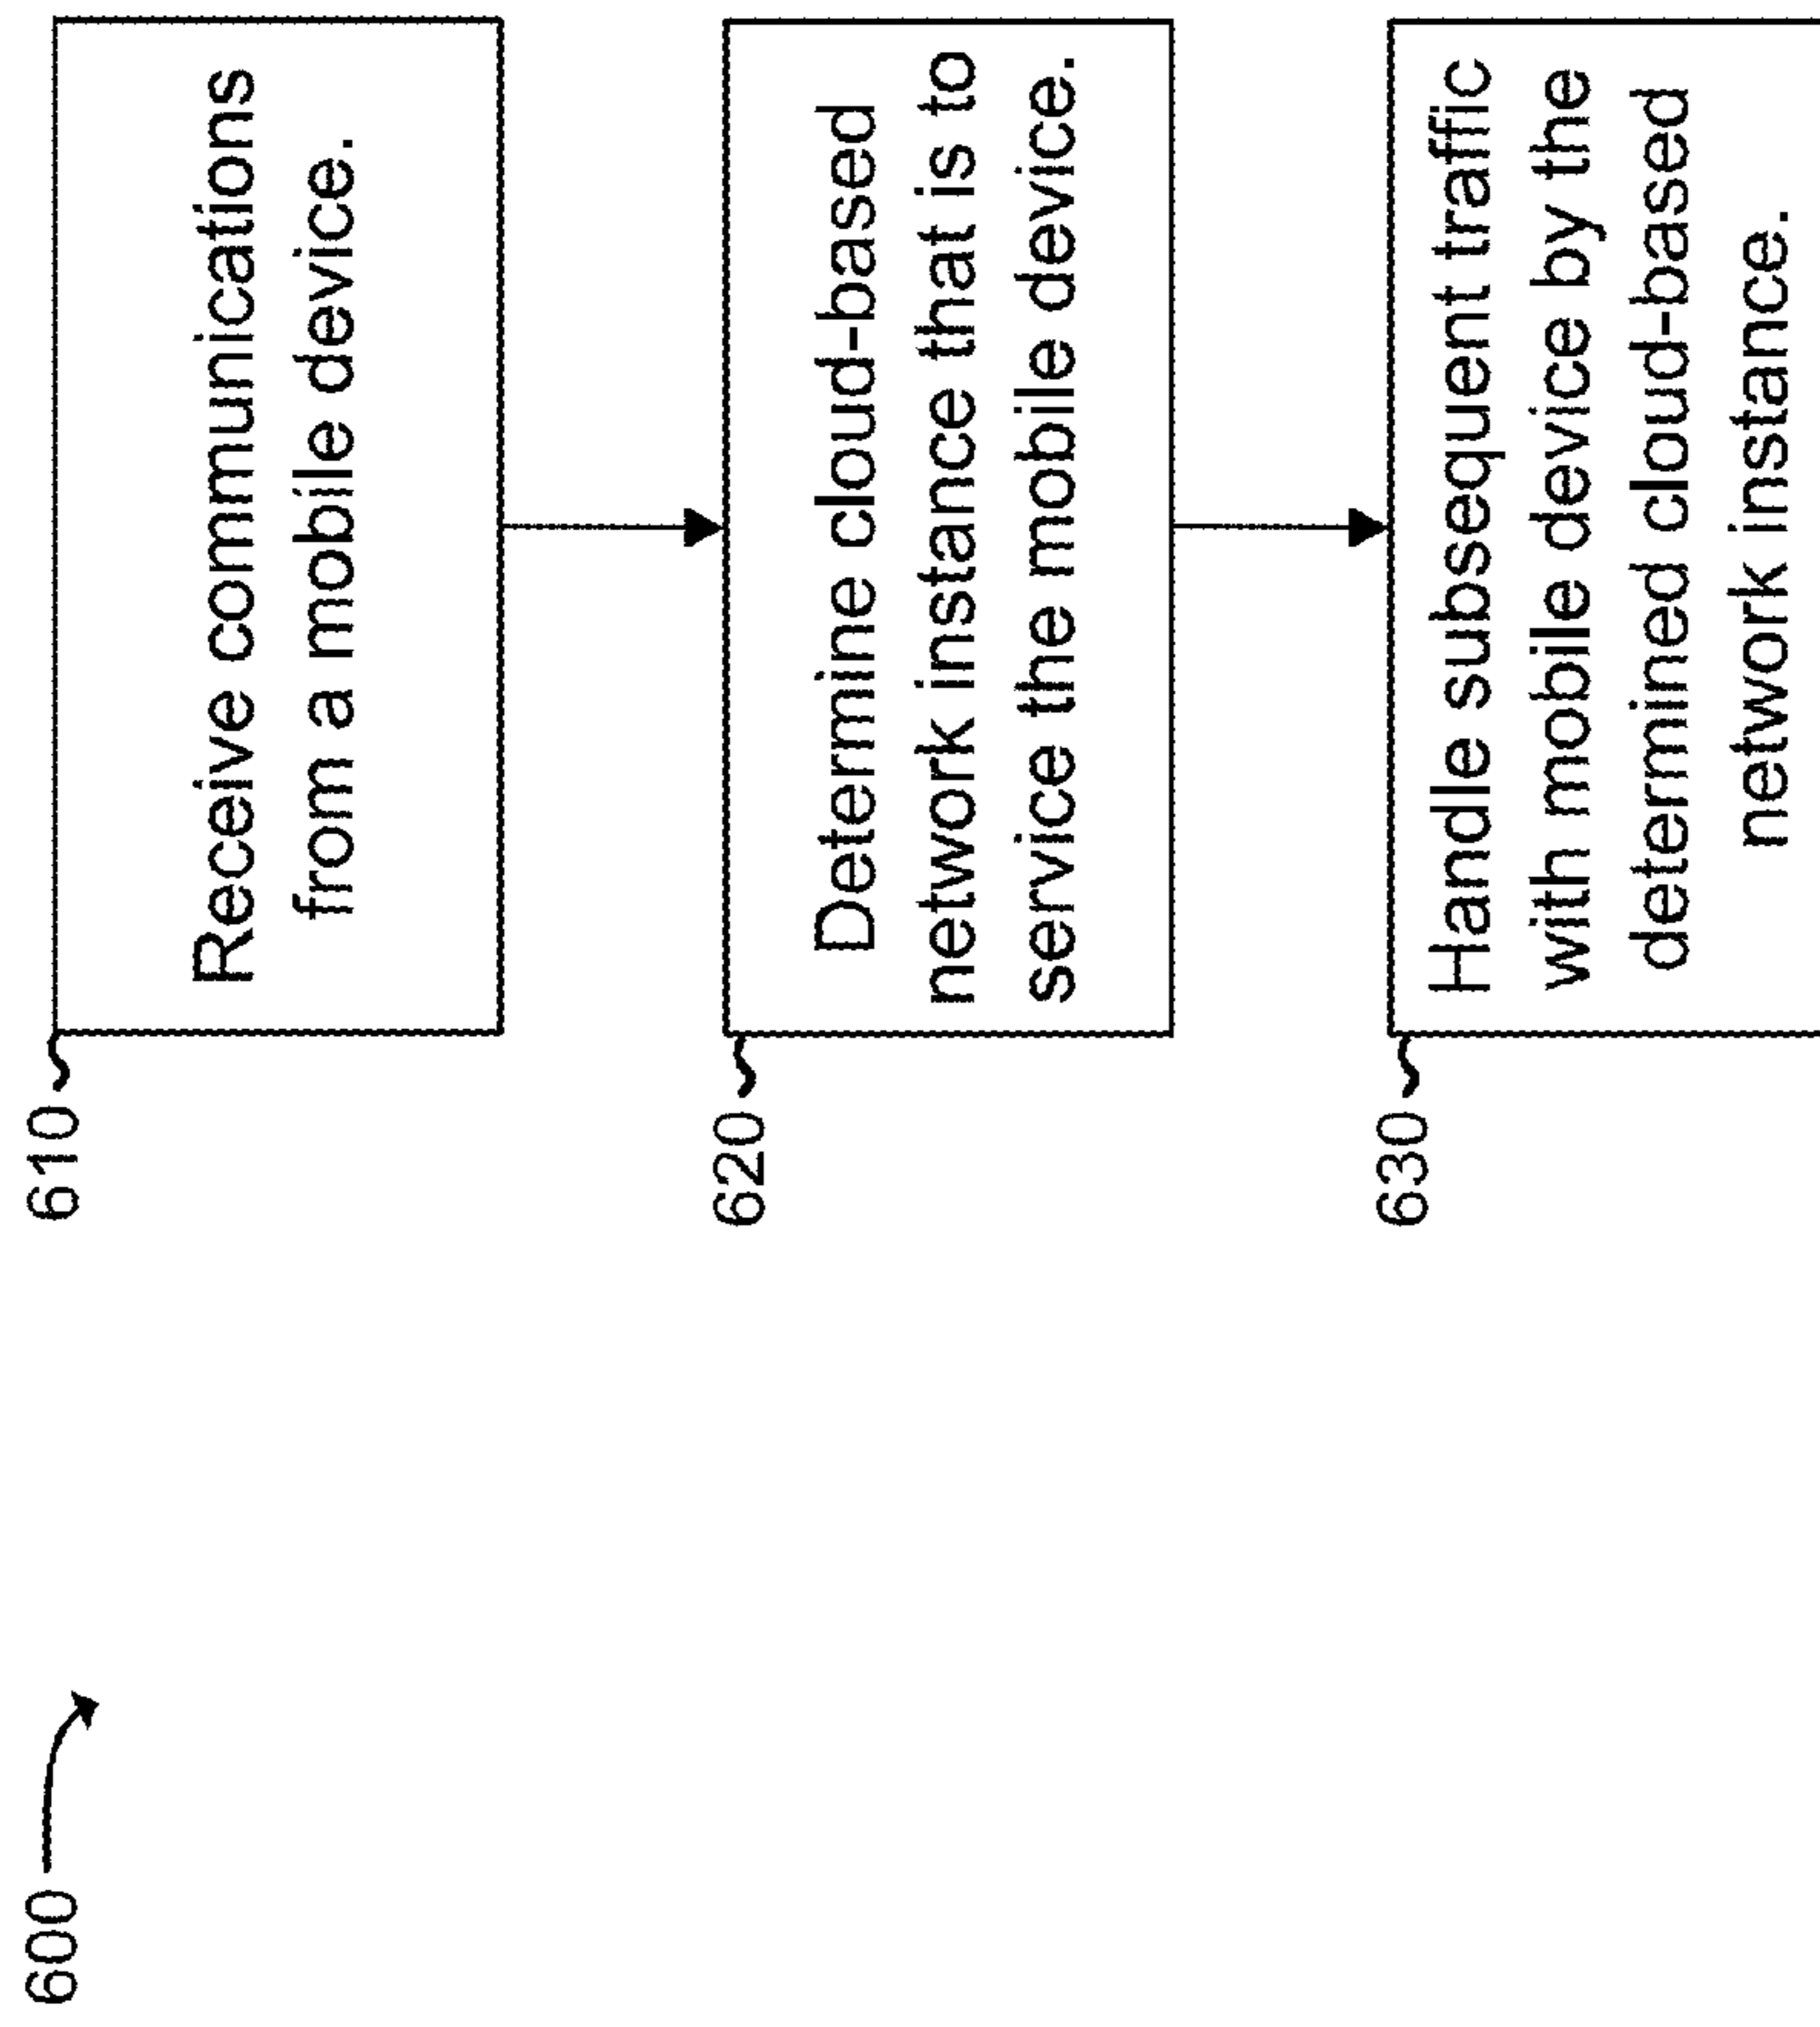 600
610
Receive communications
from a mobile device.
620
Determine cloud-based
network instance that is to
service the mobile device.
630
Handle subsequent traffic
with mobile device by the
determined cloud-based
network instance.